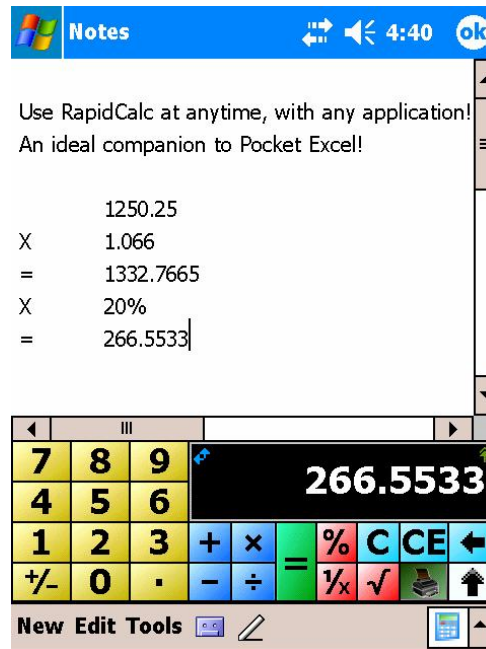 Notes 4:40 ok
Use RapidCalc at anytime, with any application!
An ideal companion to Pocket Excel!
1250.25
X 1.066
= 1332.7665
X 20%
= 266.5533
7 8 9 266.5533
4 5 6
1 2 3 + × = % C CE
+/- 0 . - ÷ 1/x √
New Edit Tools